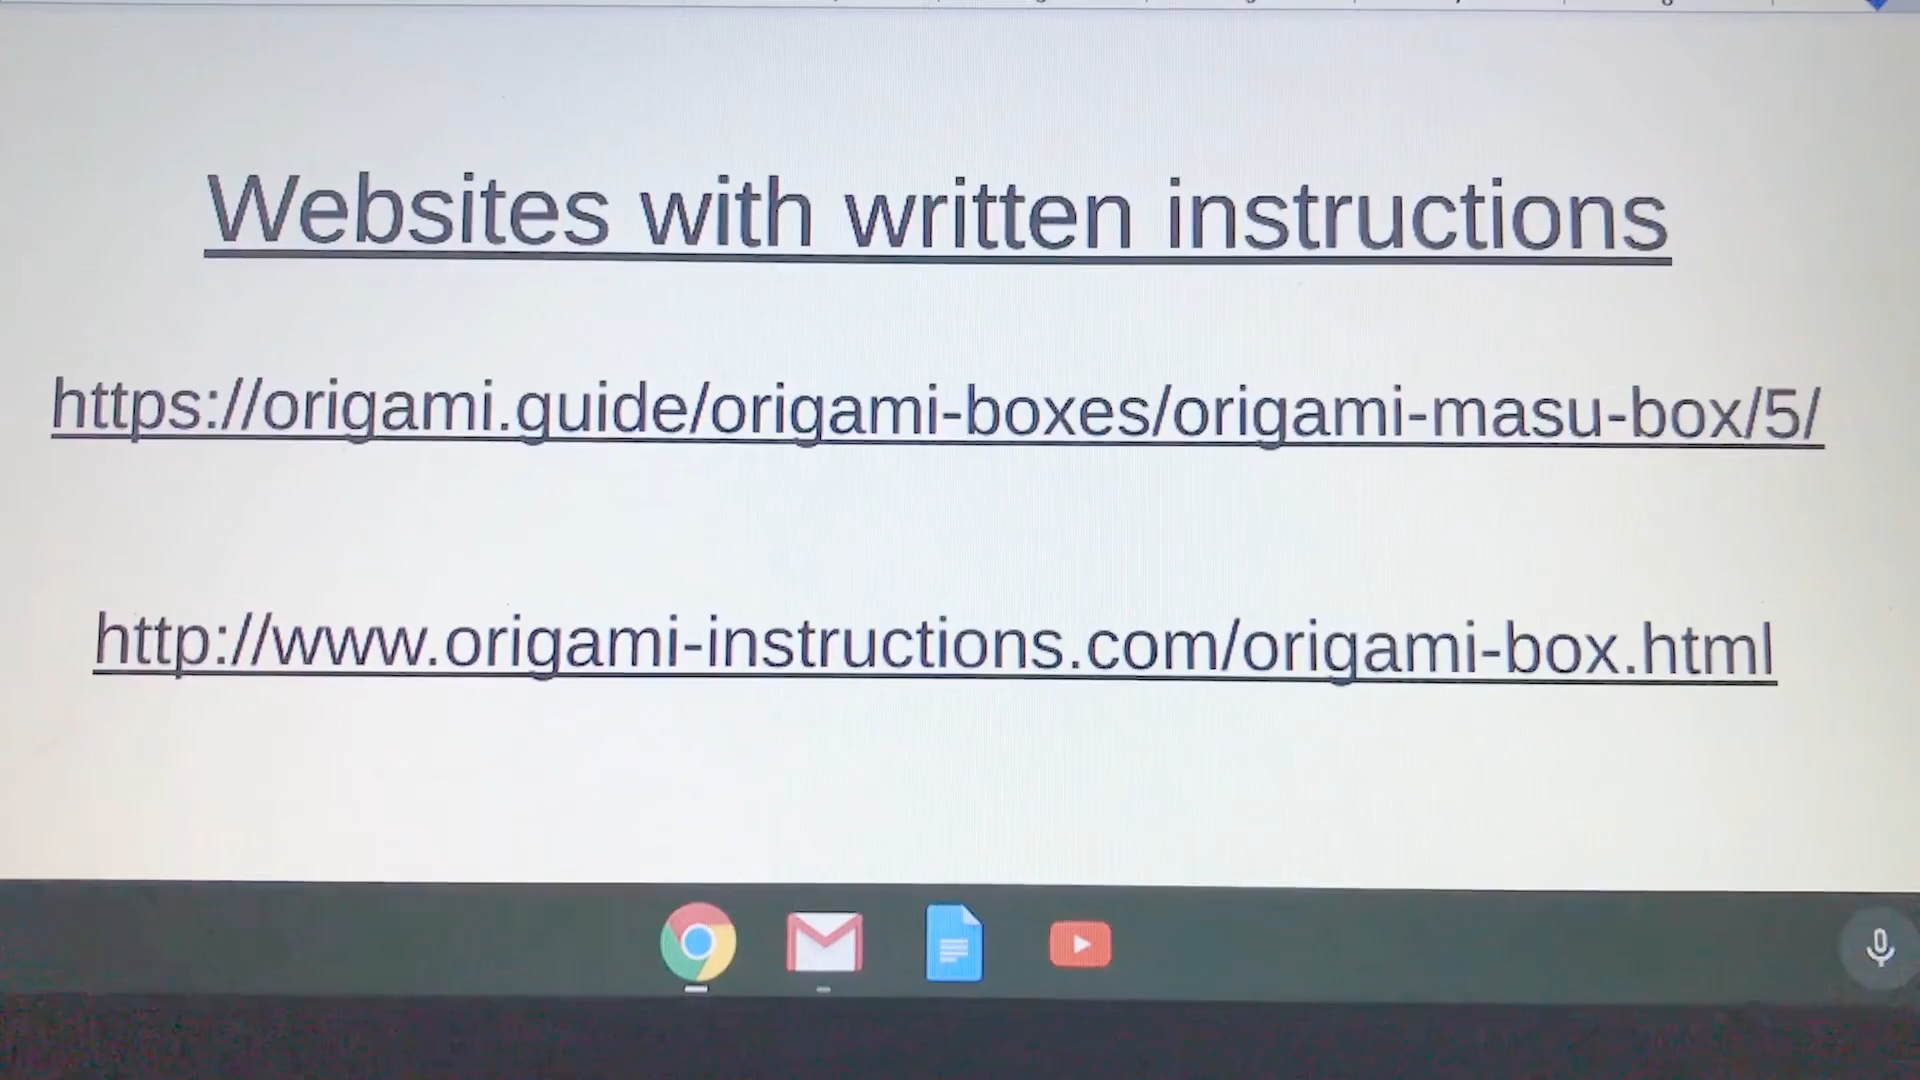 Websites with written instructions
https://origami.guide/origami-boxes/origami-masu-box/5/
http://www.origami-instructions.com/origami-box.html